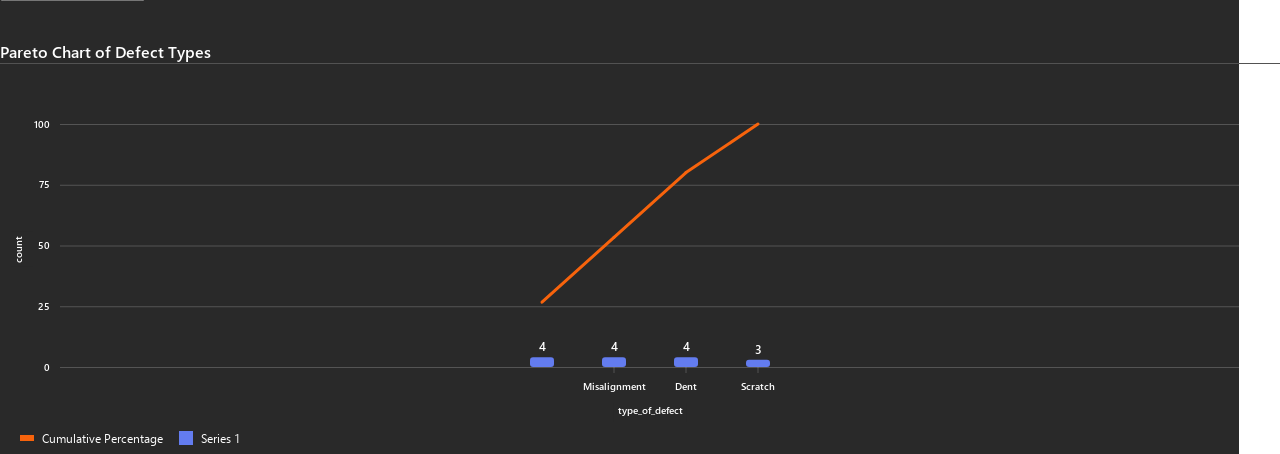 Pareto Chart of Defect Types
100
75
50
25
0
count
4 4 4 3
Misalignment Dent Scratch
type_of_defect
Cumulative Percentage Series 1